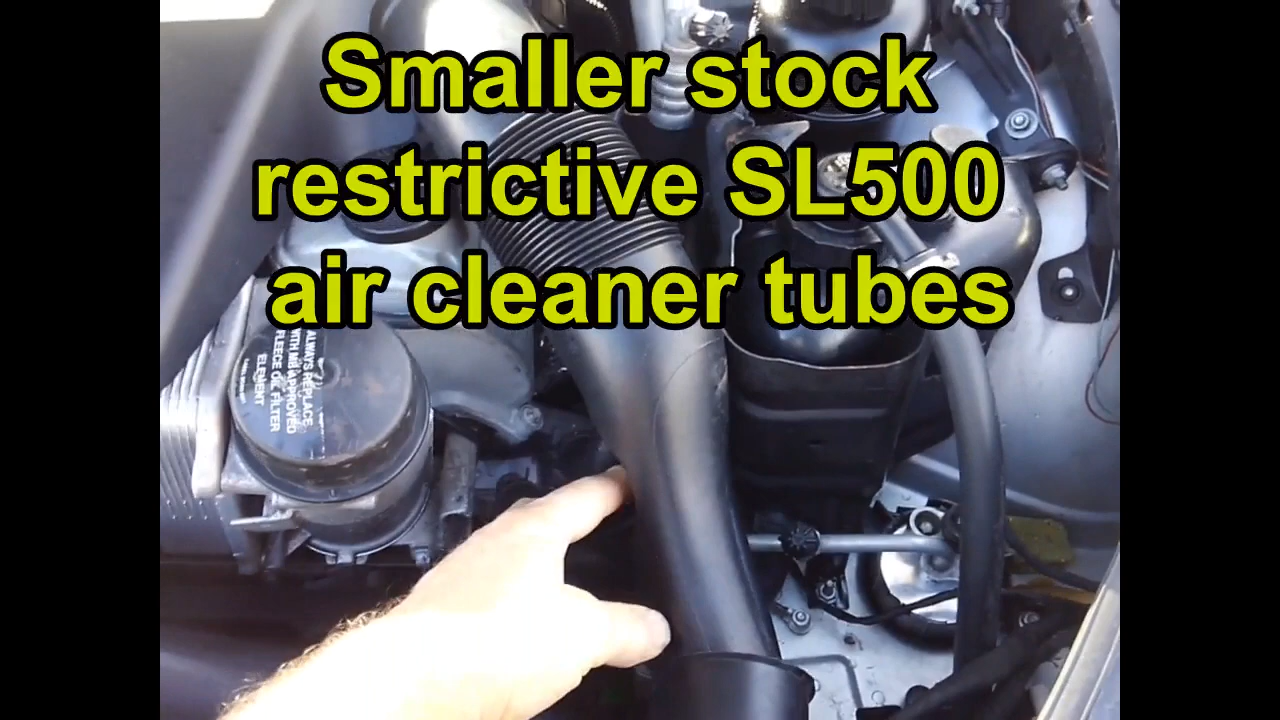 Smaller stock
restrictive SL500
air cleaner tubes
ALWAYS REPLACE
WITH MB APPROVED
FLEECE OIL FILTER
ELEMENT